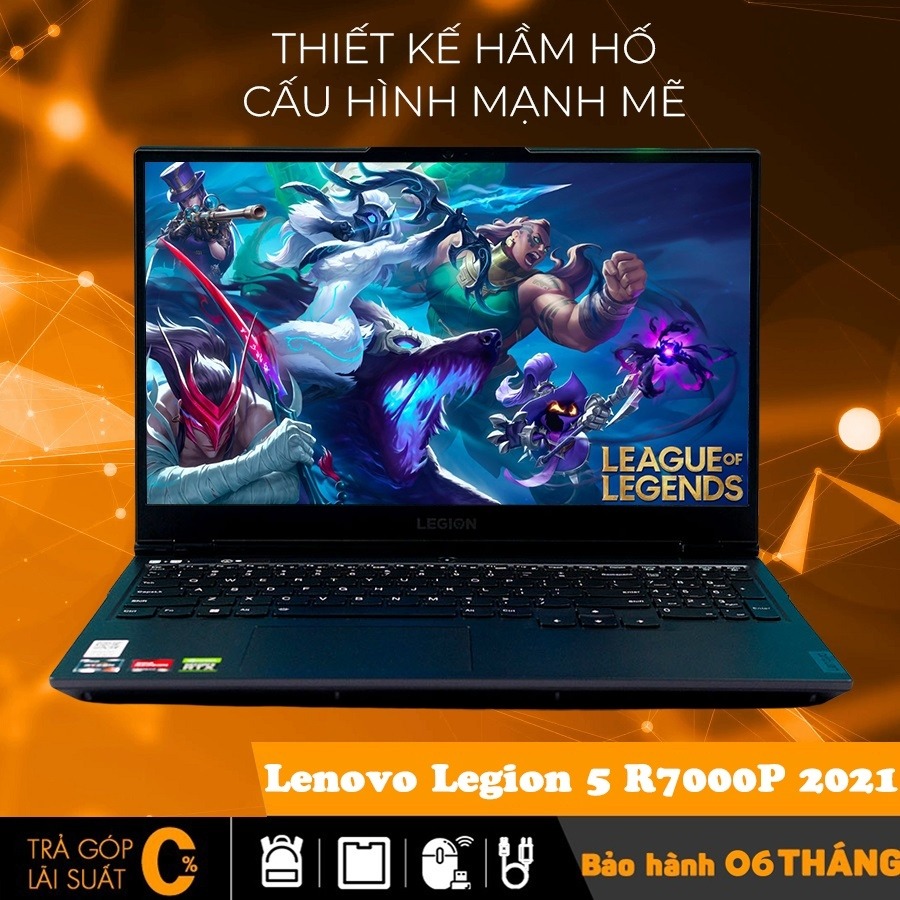 THIẾT KẾ HẦM HỐ
CẤU HÌNH MẠNH MẼ
LEAGUE OF
LEGENDS
LEGION
RTX
Lenovo Legion 5 R7000P 2021
TRẢ GÓP
LÃI SUẤT
0%
Bảo hành 06 THÁNG